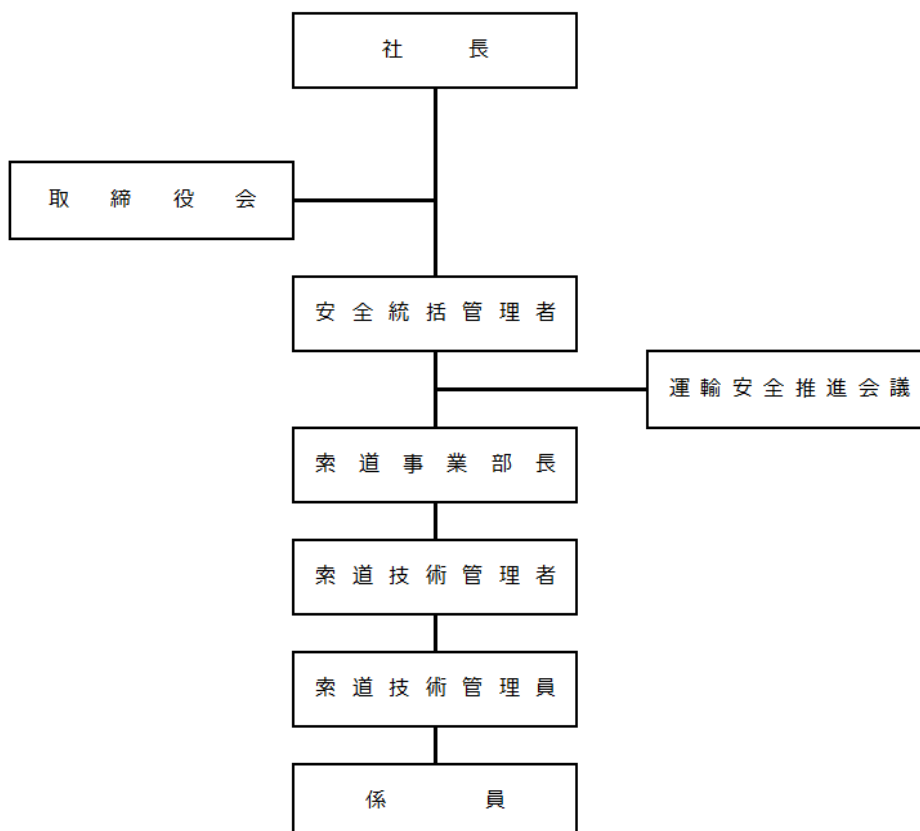 社長
取締役会
安全統括管理者
運輸安全推進会議
索道事業部長
索道技術管理者
索道技術管理員
係員